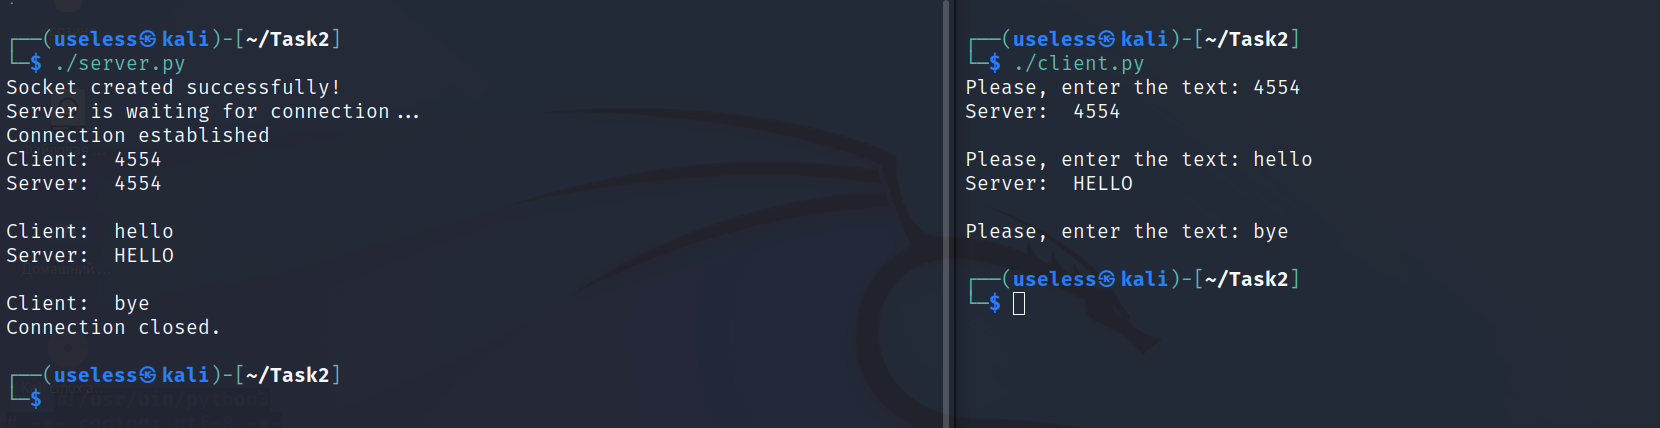 ┌──(useless㉿kali)-[~/Task2]
└─$ ./server.py
Socket created successfully!
Server is waiting for connection...
Connection established
Client:  4554
Server:  4554
Client:  hello
Server:  HELLO
Client:  bye
Connection closed.
┌──(useless㉿kali)-[~/Task2]
└─$
┌──(useless㉿kali)-[~/Task2]
└─$ ./client.py
Please, enter the text: 4554
Server:  4554
Please, enter the text: hello
Server:  HELLO
Please, enter the text: bye
┌──(useless㉿kali)-[~/Task2]
└─$